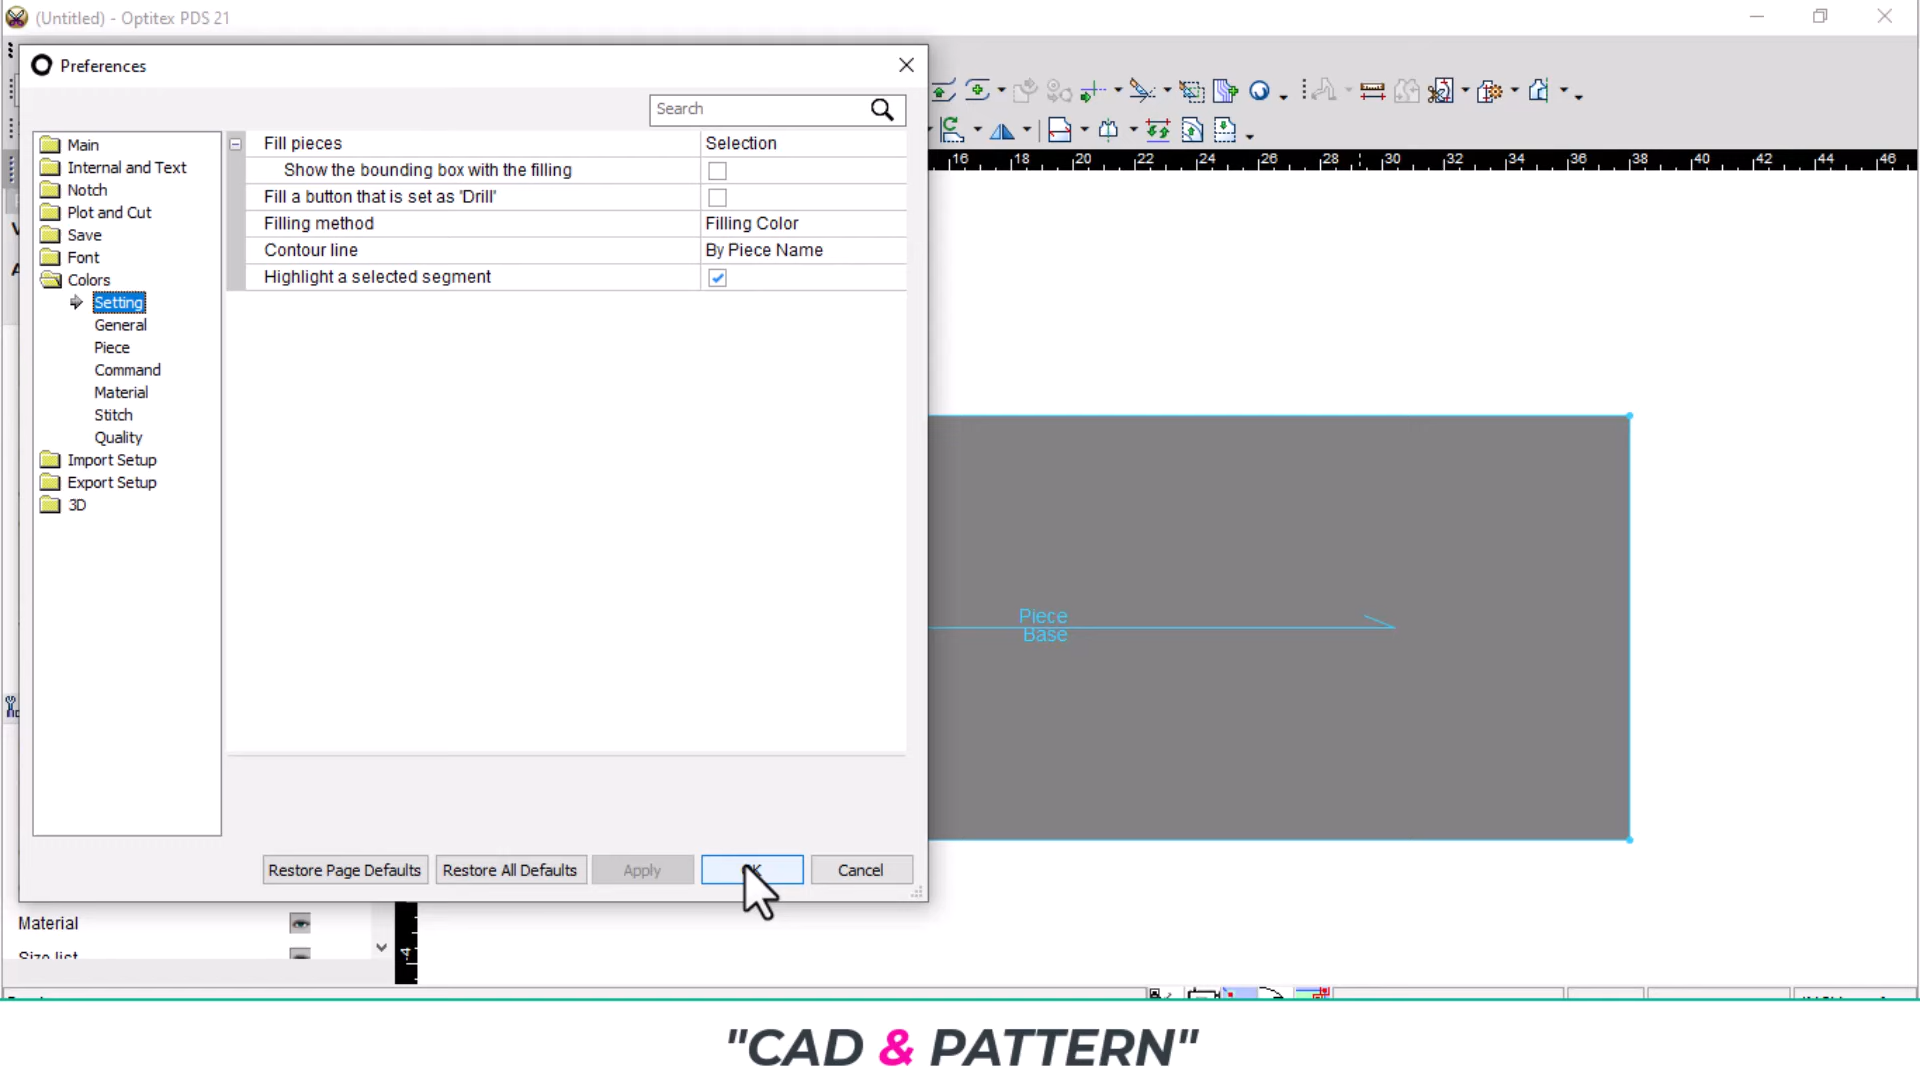 (Untitled) - Optitex PDS 21
Preferences
Search
Main
Internal and Text
Notch
Plot and Cut
Save
Font
Colors
Setting
General
Piece
Command
Material
Stitch
Quality
Import Setup
Export Setup
3D
Fill pieces Selection
Show the bounding box with the filling
Fill a button that is set as 'Drill'
Filling method Filling Color
Contour line By Piece Name
Highlight a selected segment
Restore Page Defaults Restore All Defaults Apply OK Cancel
16 18 20 22 24 26 28 30 32 34 36 38 40 42 44 46
Piece
Base
Material
Size list
-4
"CAD & PATTERN"